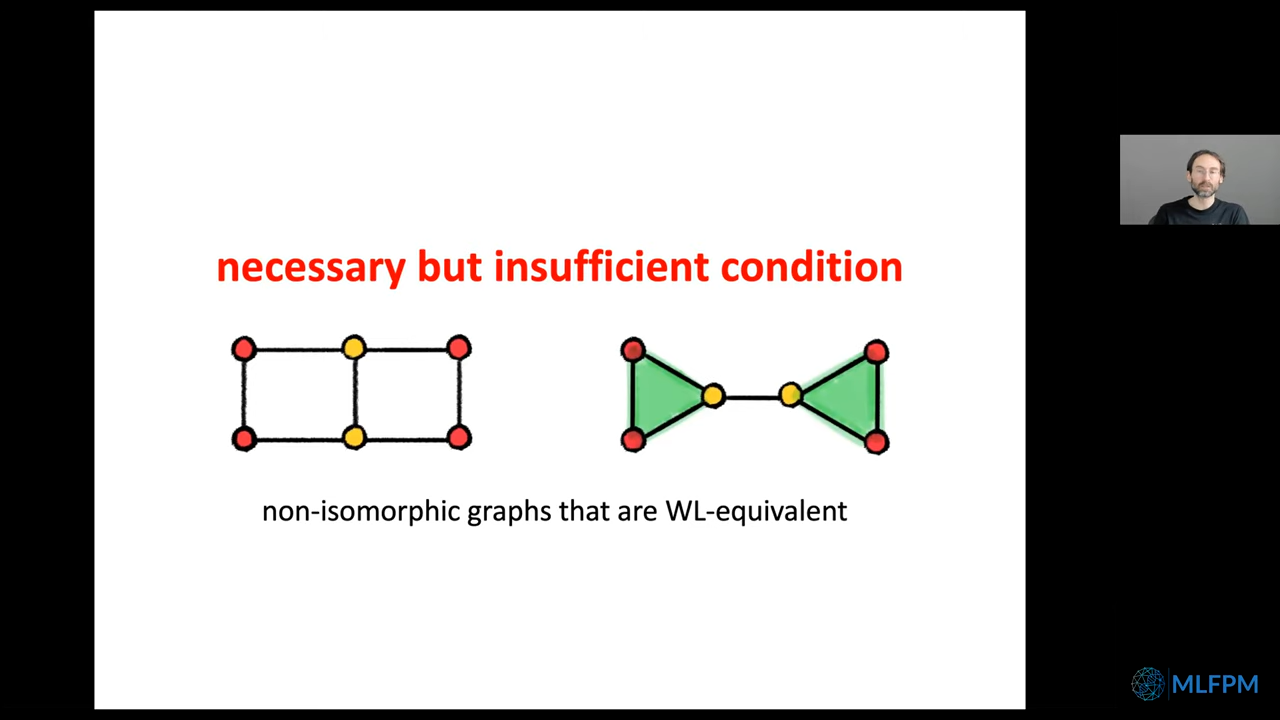 necessary but insufficient condition
non-isomorphic graphs that are WL-equivalent
MLFPM